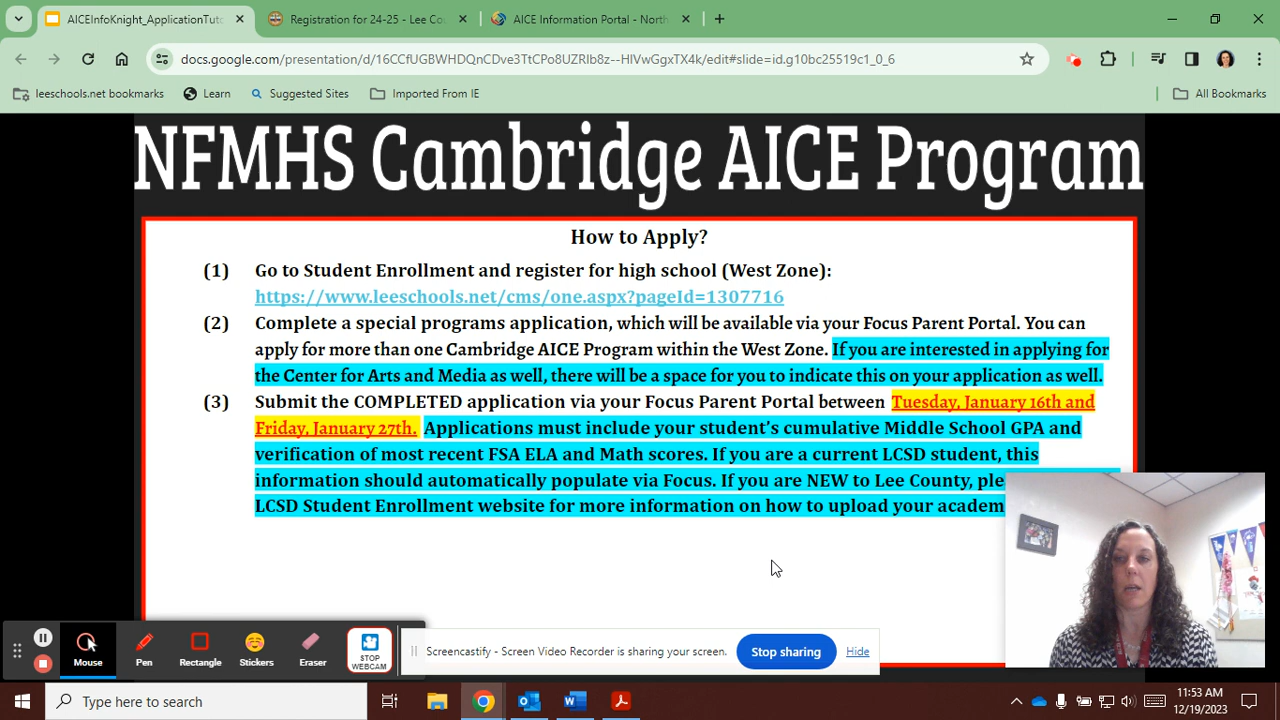 AICEInfoKnight_ApplicationTuto
Registration for 24-25 - Lee Cou
AICE Information Portal - North
docs.google.com/presentation/d/16CCfUGBWHDQnCDve3TtCPo8UZRIb8z--HlVwGgxTX4k/edit#slide=id.g10bc25519c1_0_6
leeschools.net bookmarks
Learn
Suggested Sites
Imported From IE
All Bookmarks
NFMHS Cambridge AICE Program
How to Apply?
(1) Go to Student Enrollment and register for high school (West Zone):
https://www.leeschools.net/cms/one.aspx?pageId=1307716
(2) Complete a special programs application, which will be available via your Focus Parent Portal. You can
apply for more than one Cambridge AICE Program within the West Zone. If you are interested in applying for
the Center for Arts and Media as well, there will be a space for you to indicate this on your application as well.
(3) Submit the COMPLETED application via your Focus Parent Portal between Tuesday, January 16th and
Friday, January 27th. Applications must include your student's cumulative Middle School GPA and
verification of most recent FSA ELA and Math scores. If you are a current LCSD student, this
information should automatically populate via Focus. If you are NEW to Lee County, ple
LCSD Student Enrollment website for more information on how to upload your academ
Mouse
Pen
Rectangle
Stickers
Eraser
STOP
WEBCAM
Screencastify - Screen Video Recorder is sharing your screen.
Stop sharing
Hide
Type here to search
11:53 AM
12/19/2023